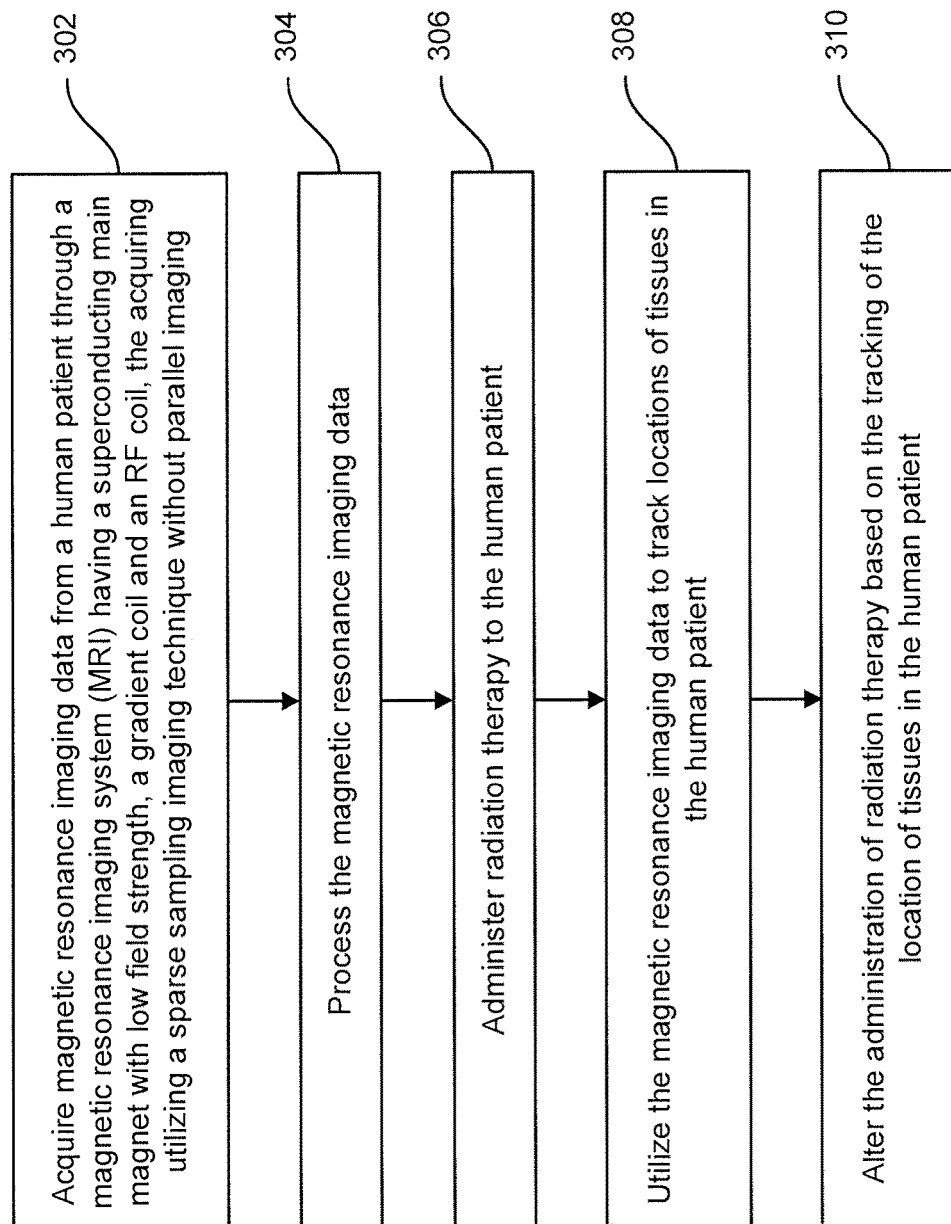 302
Acquire magnetic resonance imaging data from a human patient through a
magnetic resonance imaging system (MRI) having a superconducting main
magnet with low field strength, a gradient coil and an RF coil, the acquiring
utilizing a sparse sampling imaging technique without parallel imaging
304
Process the magnetic resonance imaging data
306
Administer radiation therapy to the human patient
308
Utilize the magnetic resonance imaging data to track locations of tissues in
the human patient
310
Alter the administration of radiation therapy based on the tracking of the
location of tissues in the human patient